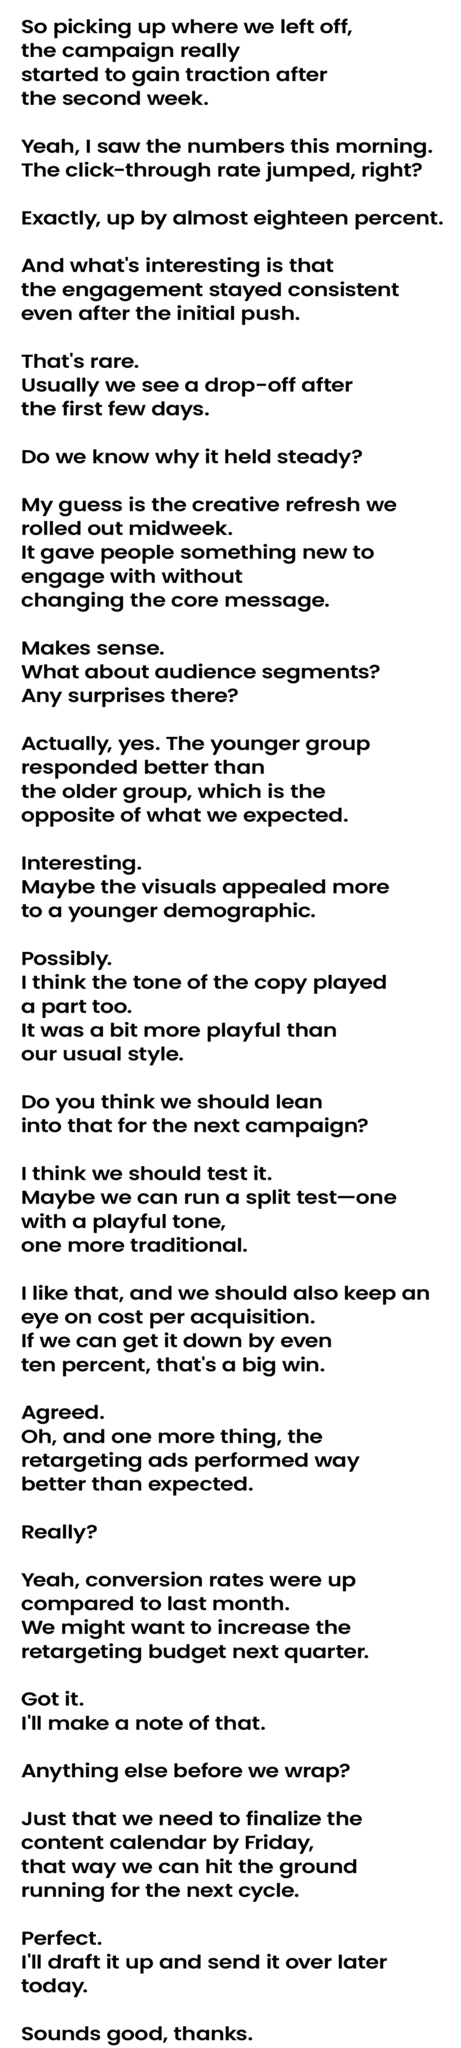 So picking up where we left off,
the campaign really
started to gain traction after
the second week.

Yeah, I saw the numbers this morning.
The click-through rate jumped, right?

Exactly, up by almost eighteen percent.

And what's interesting is that
the engagement stayed consistent
even after the initial push.

That's rare.
Usually we see a drop-off after
the first few days.

Do we know why it held steady?

My guess is the creative refresh we
rolled out midweek.
It gave people something new to
engage with without
changing the core message.

Makes sense.
What about audience segments?
Any surprises there?

Actually, yes. The younger group
responded better than
the older group, which is the
opposite of what we expected.

Interesting.
Maybe the visuals appealed more
to a younger demographic.

Possibly.
I think the tone of the copy played
a part too.
It was a bit more playful than
our usual style.

Do you think we should lean
into that for the next campaign?

I think we should test it.
Maybe we can run a split test—one
with a playful tone,
one more traditional.

I like that, and we should also keep an
eye on cost per acquisition.
If we can get it down by even
ten percent, that's a big win.

Agreed.
Oh, and one more thing, the
retargeting ads performed way
better than expected.

Really?

Yeah, conversion rates were up
compared to last month.
We might want to increase the
retargeting budget next quarter.

Got it.
I'll make a note of that.

Anything else before we wrap?

Just that we need to finalize the
content calendar by Friday,
that way we can hit the ground
running for the next cycle.

Perfect.
I'll draft it up and send it over later
today.

Sounds good, thanks.